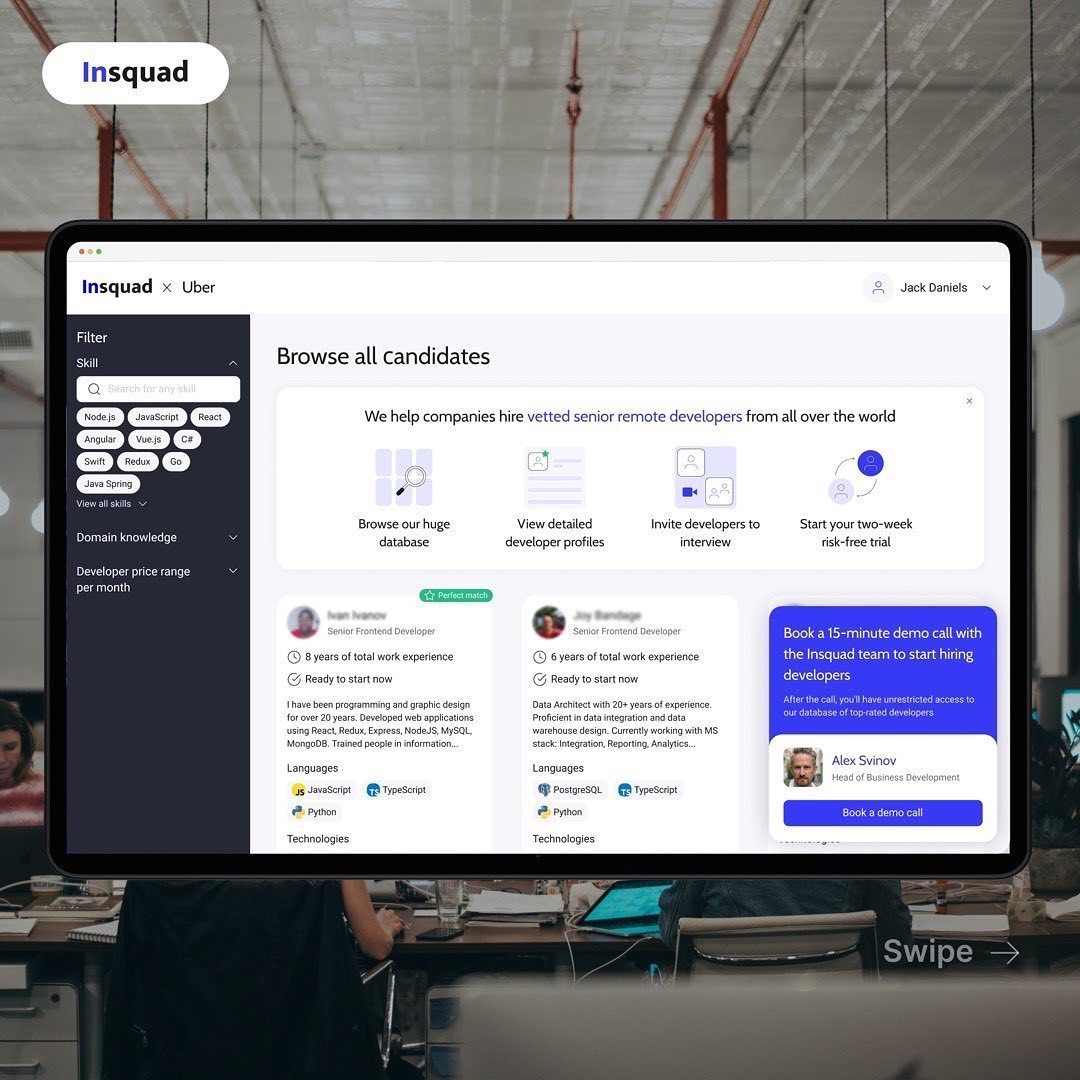 Insquad
Insquad × Uber
Jack Daniels
Filter
Skill
Search for any skill
Node.js JavaScript React
Angular Vue.js C#
Swift Redux Go
Java Spring
View all skills
Domain knowledge
Developer price range
per month
Browse all candidates
We help companies hire vetted senior remote developers from all over the world
Browse our huge
database
View detailed
developer profiles
Invite developers to
interview
Start your two-week
risk-free trial
Perfect match
Ivan Ivanov
Senior Frontend Developer
8 years of total work experience
Ready to start now
I have been programming and graphic design
for over 20 years. Developed web applications
using React, Redux, Express, NodeJS, MySQL,
MongoDB. Trained people in information...
Languages
JS JavaScript TS TypeScript
Python
Technologies
Joy Bandage
Senior Frontend Developer
6 years of total work experience
Ready to start now
Data Architect with 20+ years of experience.
Proficient in data integration and data
warehouse design. Currently working with MS
stack: Integration, Reporting, Analytics...
Languages
PostgreSQL TS TypeScript
Python
Technologies
Book a 15-minute demo call with
the Insquad team to start hiring
developers
After the call, you'll have unrestricted access to
our database of top-rated developers
Alex Svinov
Head of Business Development
Book a demo call
Swipe